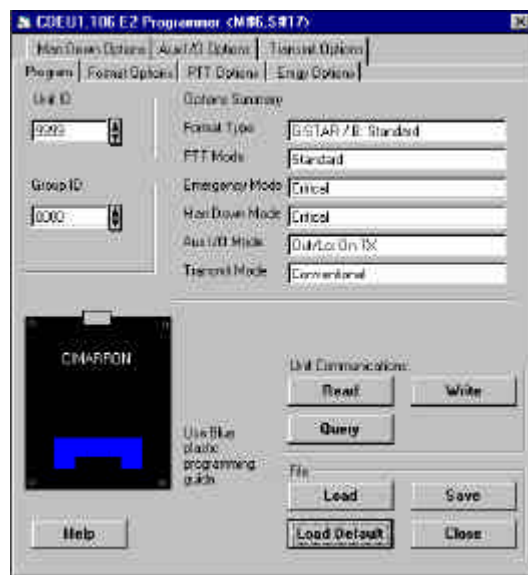 CDEU1.106 E2 Programmer <M#6,S#17>
Man Down Options Aux I/O Options Transmit Options
Program Format Options PTT Options Emgy Options
Unit ID
9999
Group ID
0000
Options Summary
Format Type G-STAR / B: Standard
PTT Mode Standard
Emergency Mode Critical
Man Down Mode Critical
Aux I/O Mode Out/Lo: On TX
Transmit Mode Conventional
CIMARRON
Use Blue
plastic
programming
guide
Unit Communications:
Read Write
Query
File
Load Save
Load Default Close
Help